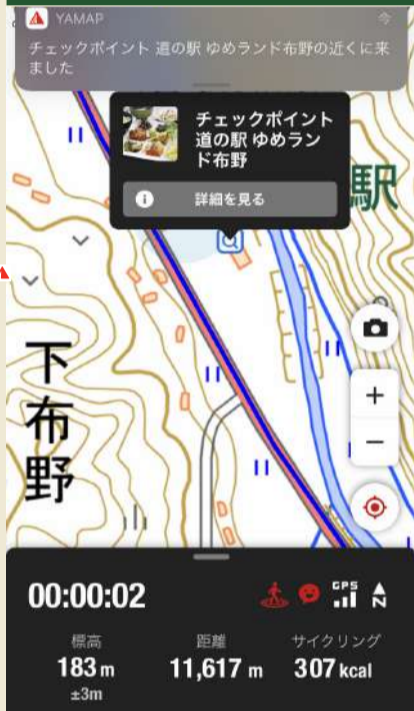 YAMAP
今
チェックポイント 道の駅 ゆめランド布野の近くに来
ました
チェックポイント
道の駅 ゆめラン
ド布野
詳細を見る
駅
下布野
+
−
00:00:02
GPS
N
標高
距離
サイクリング
183 m
11,617 m
307 kcal
±3m